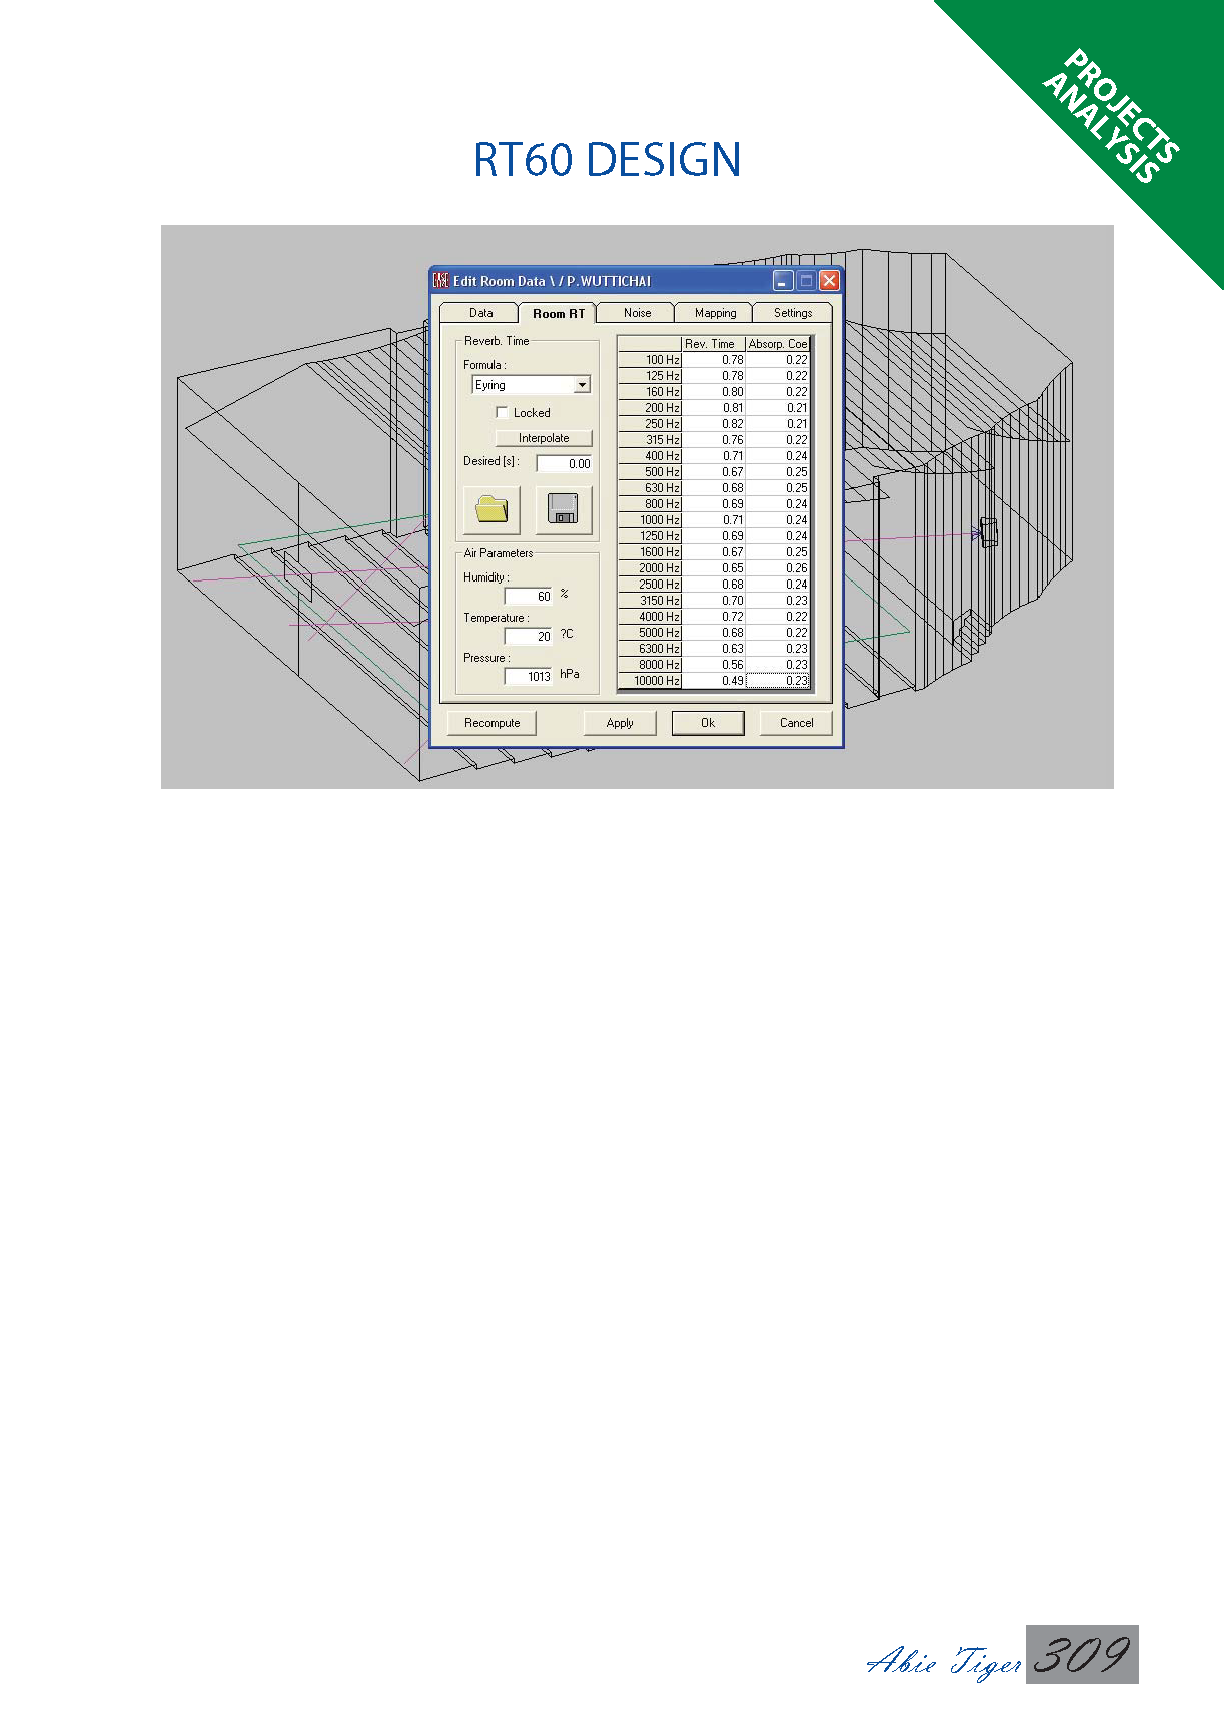 PROJECTS
ANALYSIS
RT60 DESIGN
EASE Edit Room Data \ / P.WUTTICHAI
Data Room RT Noise Mapping Settings
Reverb. Time
Formula :
Eyring
Locked
Interpolate
Desired [s] : 0.00
Air Parameters
Humidity :
60 %
Temperature :
20 ?C
Pressure :
1013 hPa
Rev. Time Absorp. Coe
100 Hz 0.78 0.22
125 Hz 0.78 0.22
160 Hz 0.80 0.22
200 Hz 0.81 0.21
250 Hz 0.82 0.21
315 Hz 0.76 0.22
400 Hz 0.71 0.24
500 Hz 0.67 0.25
630 Hz 0.68 0.25
800 Hz 0.69 0.24
1000 Hz 0.71 0.24
1250 Hz 0.69 0.24
1600 Hz 0.67 0.25
2000 Hz 0.65 0.26
2500 Hz 0.68 0.24
3150 Hz 0.70 0.23
4000 Hz 0.72 0.22
5000 Hz 0.68 0.22
6300 Hz 0.63 0.23
8000 Hz 0.56 0.23
10000 Hz 0.49 0.23
Recompute Apply Ok Cancel
Abie Tiger 309